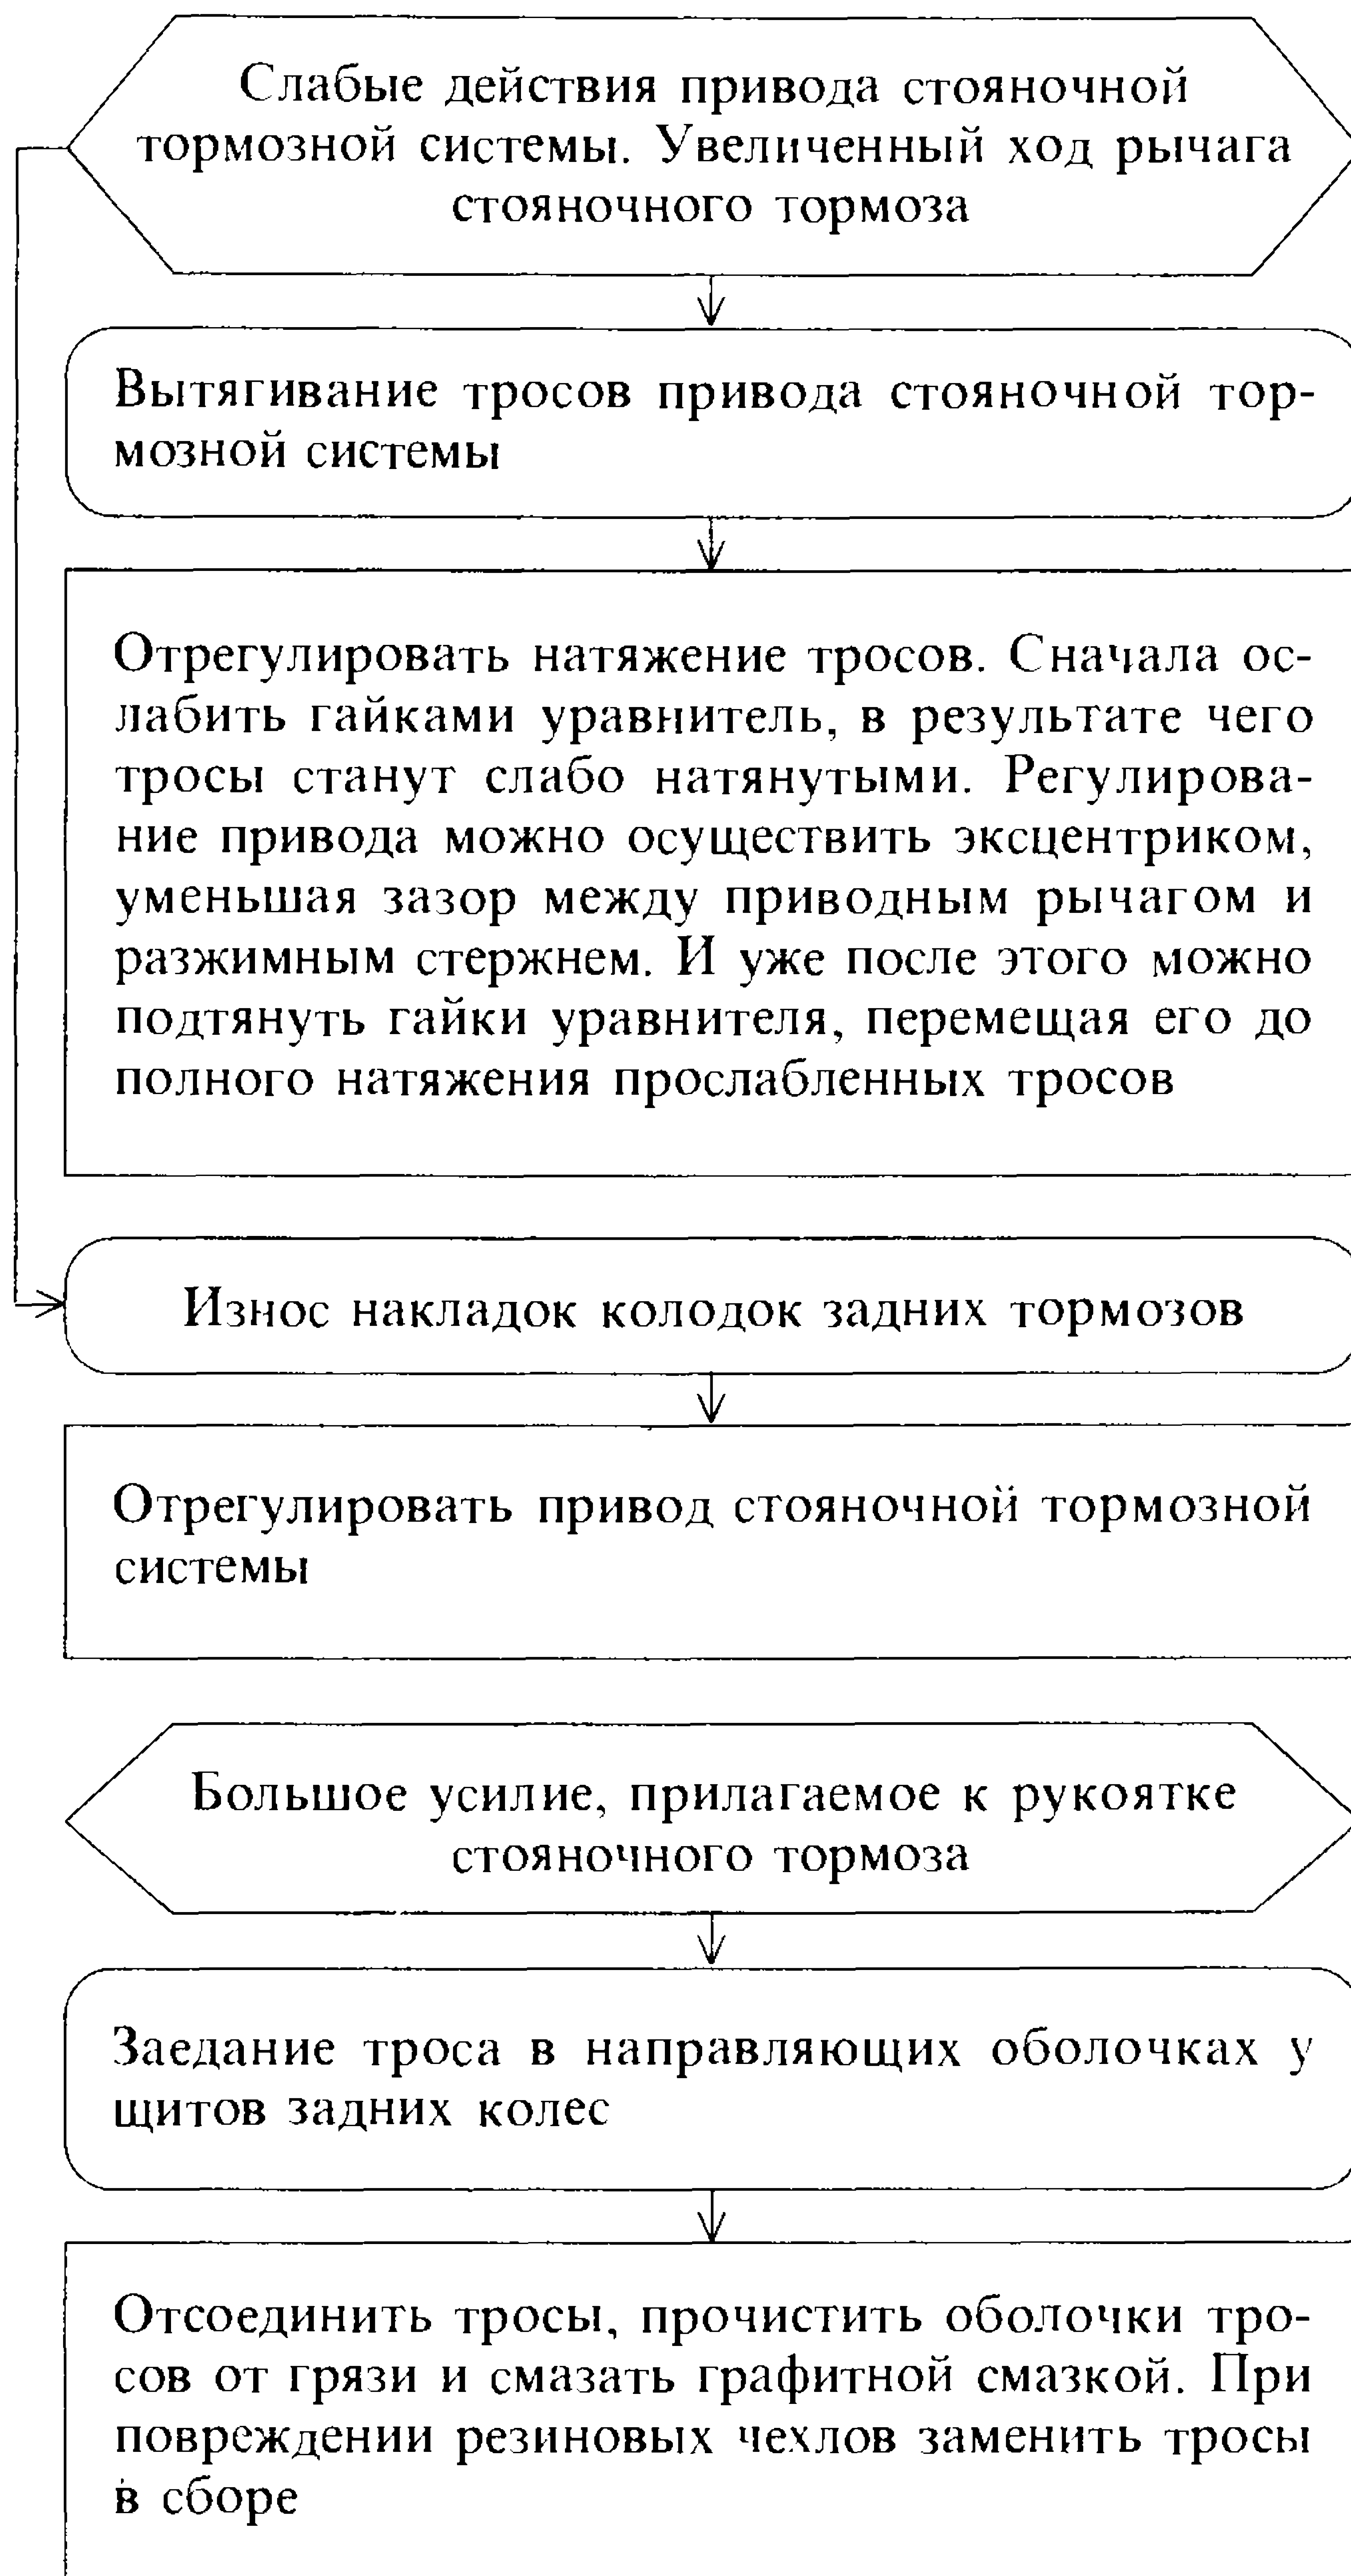 Слабые действия привода стояночной
тормозной системы. Увеличенный ход рычага
стояночного тормоза
Вытягивание тросов привода стояночной тор-
мозной системы
Отрегулировать натяжение тросов. Сначала ос-
лабить гайками уравнитель, в результате чего
тросы станут слабо натянутыми. Регулирова-
ние привода можно осуществить эксцентриком,
уменьшая зазор между приводным рычагом и
разжимным стержнем. И уже после этого можно
подтянуть гайки уравнителя, перемещая его до
полного натяжения прослабленных тросов
Износ накладок колодок задних тормозов
Отрегулировать привод стояночной тормозной
системы
Большое усилие, прилагаемое к рукоятке
стояночного тормоза
Заедание троса в направляющих оболочках у
щитов задних колес
Отсоединить тросы, прочистить оболочки тро-
сов от грязи и смазать графитной смазкой. При
повреждении резиновых чехлов заменить тросы
в сборе